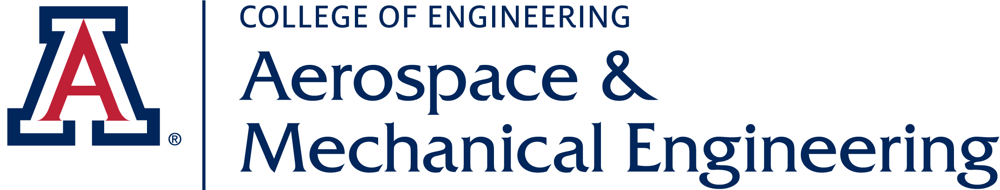 A®
COLLEGE OF ENGINEERING
Aerospace &
Mechanical Engineering